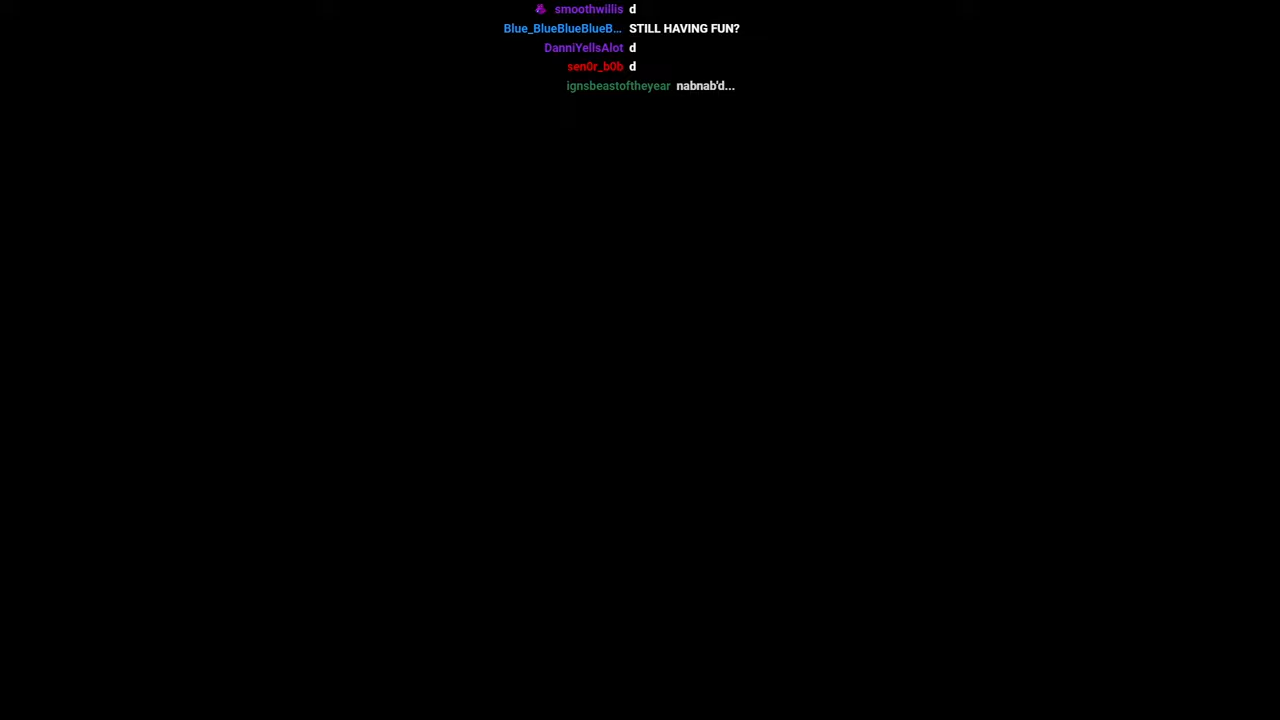 smoothwillis d
Blue_BlueBlueBlueB... STILL HAVING FUN?
DanniYellsAlot d
sen0r_b0b d
ignsbeastoftheyear nabnab'd...